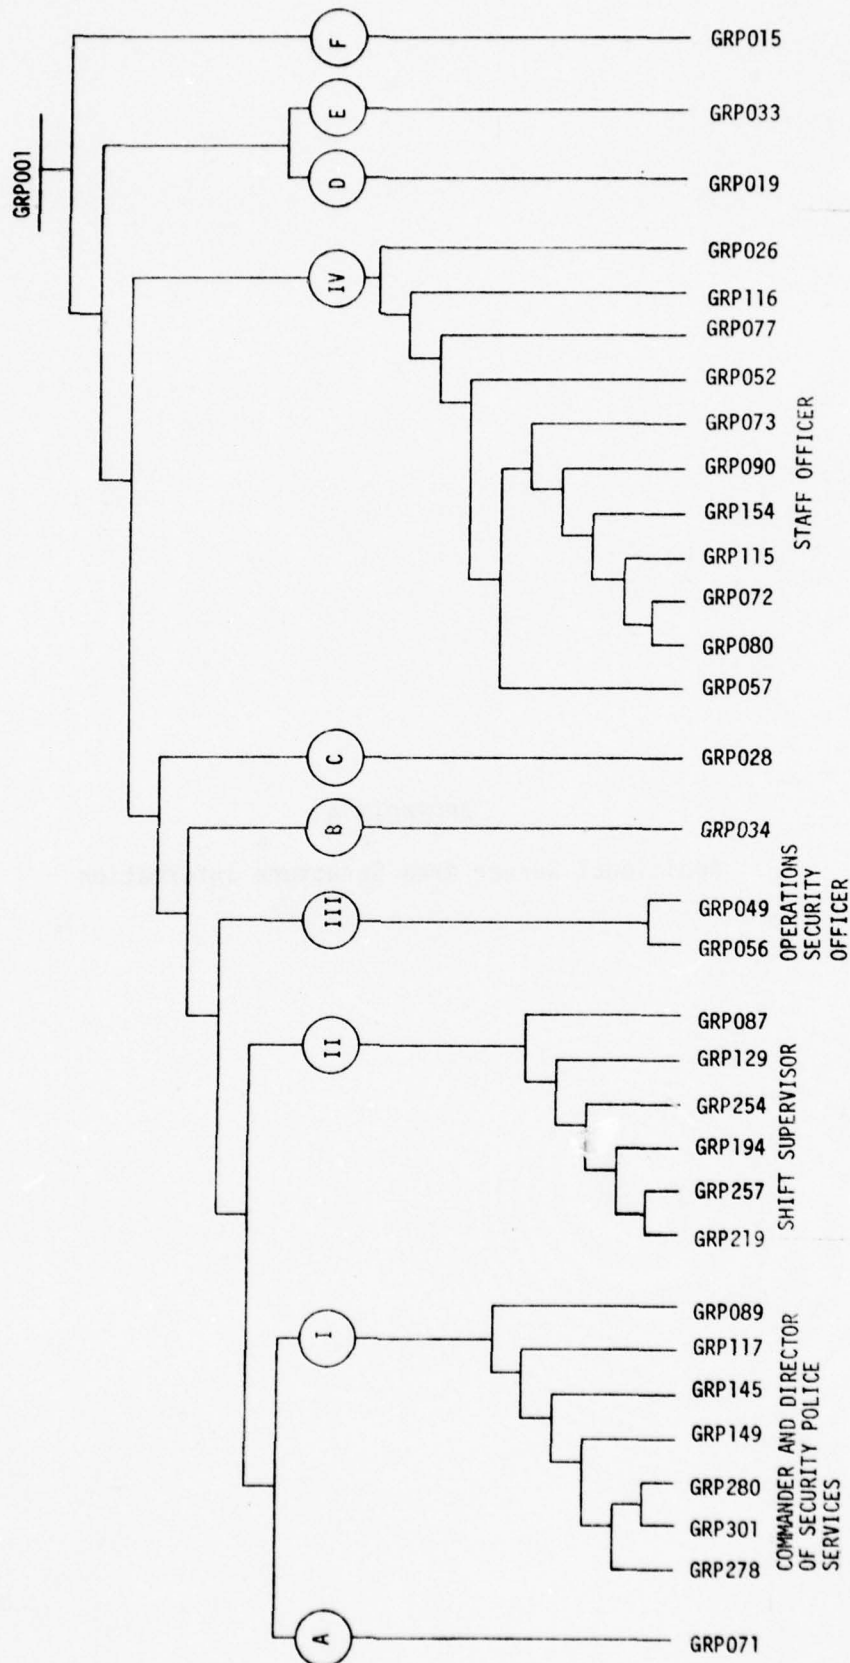 GRP001
F
GRP015
E
GRP033
D
GRP019
IV
GRP026
GRP116
GRP077
GRP052
GRP073
GRP090
GRP154
GRP115
GRP072
GRP080
GRP057
STAFF OFFICER
C
GRP028
B
GRP034
III
GRP049
GRP056
OPERATIONS
SECURITY
OFFICER
II
GRP087
GRP129
GRP254
GRP194
GRP257
GRP219
SHIFT SUPERVISOR
I
GRP089
GRP117
GRP145
GRP149
GRP280
GRP301
GRP278
COMMANDER AND DIRECTOR
OF SECURITY POLICE
SERVICES
A
GRP071